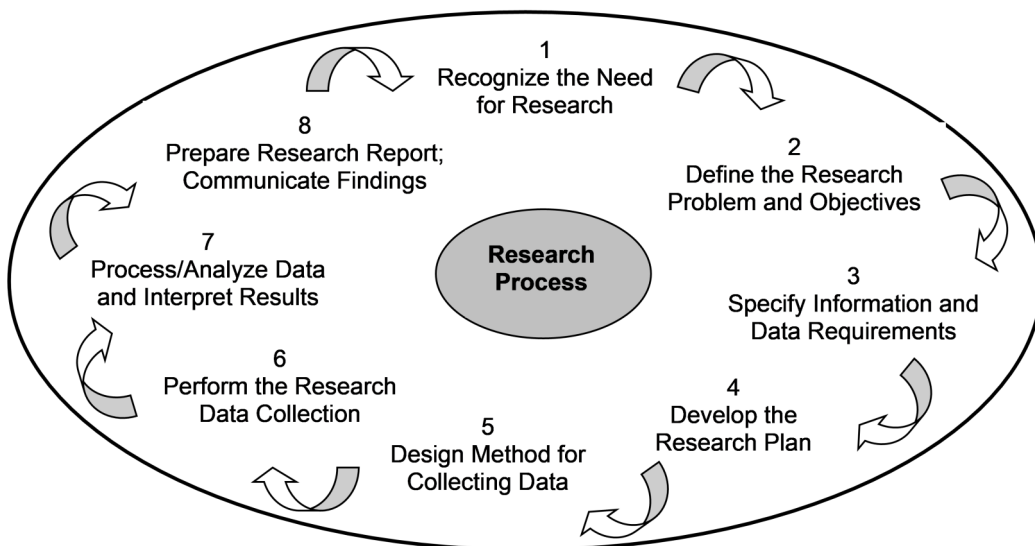 1
Recognize the Need
for Research
2
Define the Research
Problem and Objectives
3
Specify Information and
Data Requirements
4
Develop the
Research Plan
5
Design Method for
Collecting Data
6
Perform the Research
Data Collection
7
Process/Analyze Data
and Interpret Results
8
Prepare Research Report;
Communicate Findings
Research
Process